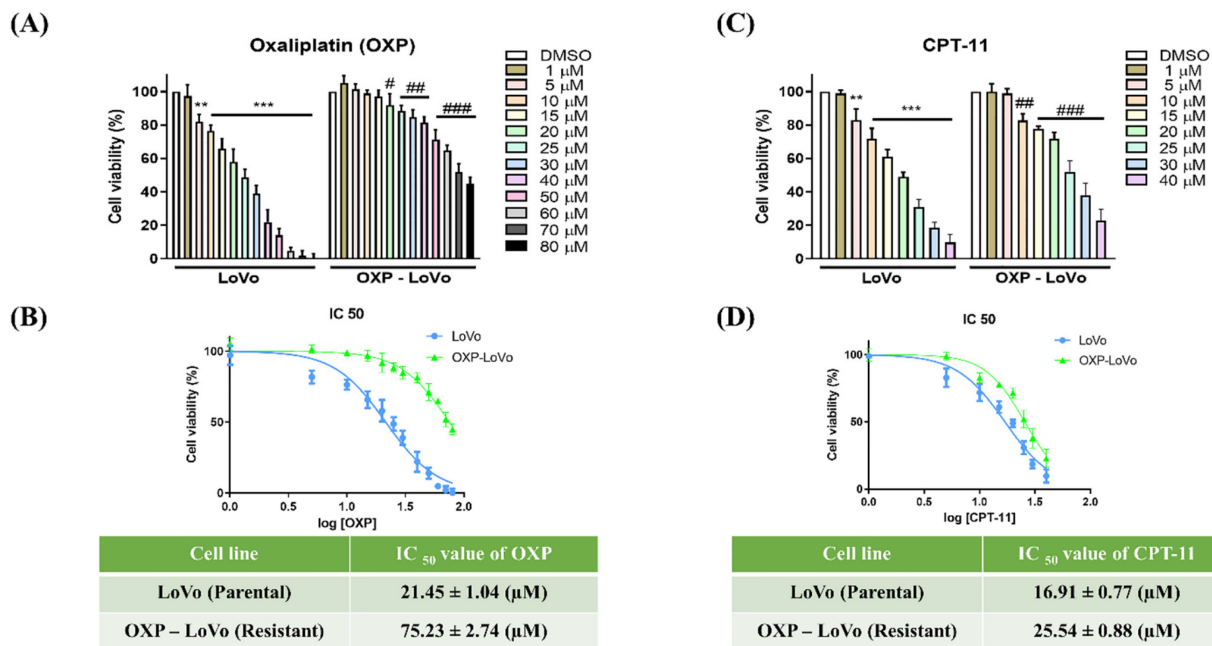 (A)
Oxaliplatin (OXP)
Cell viability (%)
100
80
60
40
20
0
**
***
#
##
###
LoVo
OXP - LoVo
DMSO
1 μM
5 μM
10 μM
15 μM
20 μM
25 μM
30 μM
40 μM
50 μM
60 μM
70 μM
80 μM
(C)
CPT-11
Cell viability (%)
100
80
60
40
20
0
**
***
##
###
LoVo
OXP - LoVo
DMSO
1 μM
5 μM
10 μM
15 μM
20 μM
25 μM
30 μM
40 μM
(B)
IC 50
LoVo
OXP-LoVo
Cell viability (%)
100
50
0
0.0 0.5 1.0 1.5 2.0
log [OXP]
Cell line IC 50 value of OXP
LoVo (Parental) 21.45 ± 1.04 (μM)
OXP – LoVo (Resistant) 75.23 ± 2.74 (μM)
(D)
IC 50
LoVo
OXP-LoVo
Cell viability (%)
100
50
0
0.0 0.5 1.0 1.5 2.0
log [CPT-11]
Cell line IC 50 value of CPT-11
LoVo (Parental) 16.91 ± 0.77 (μM)
OXP – LoVo (Resistant) 25.54 ± 0.88 (μM)